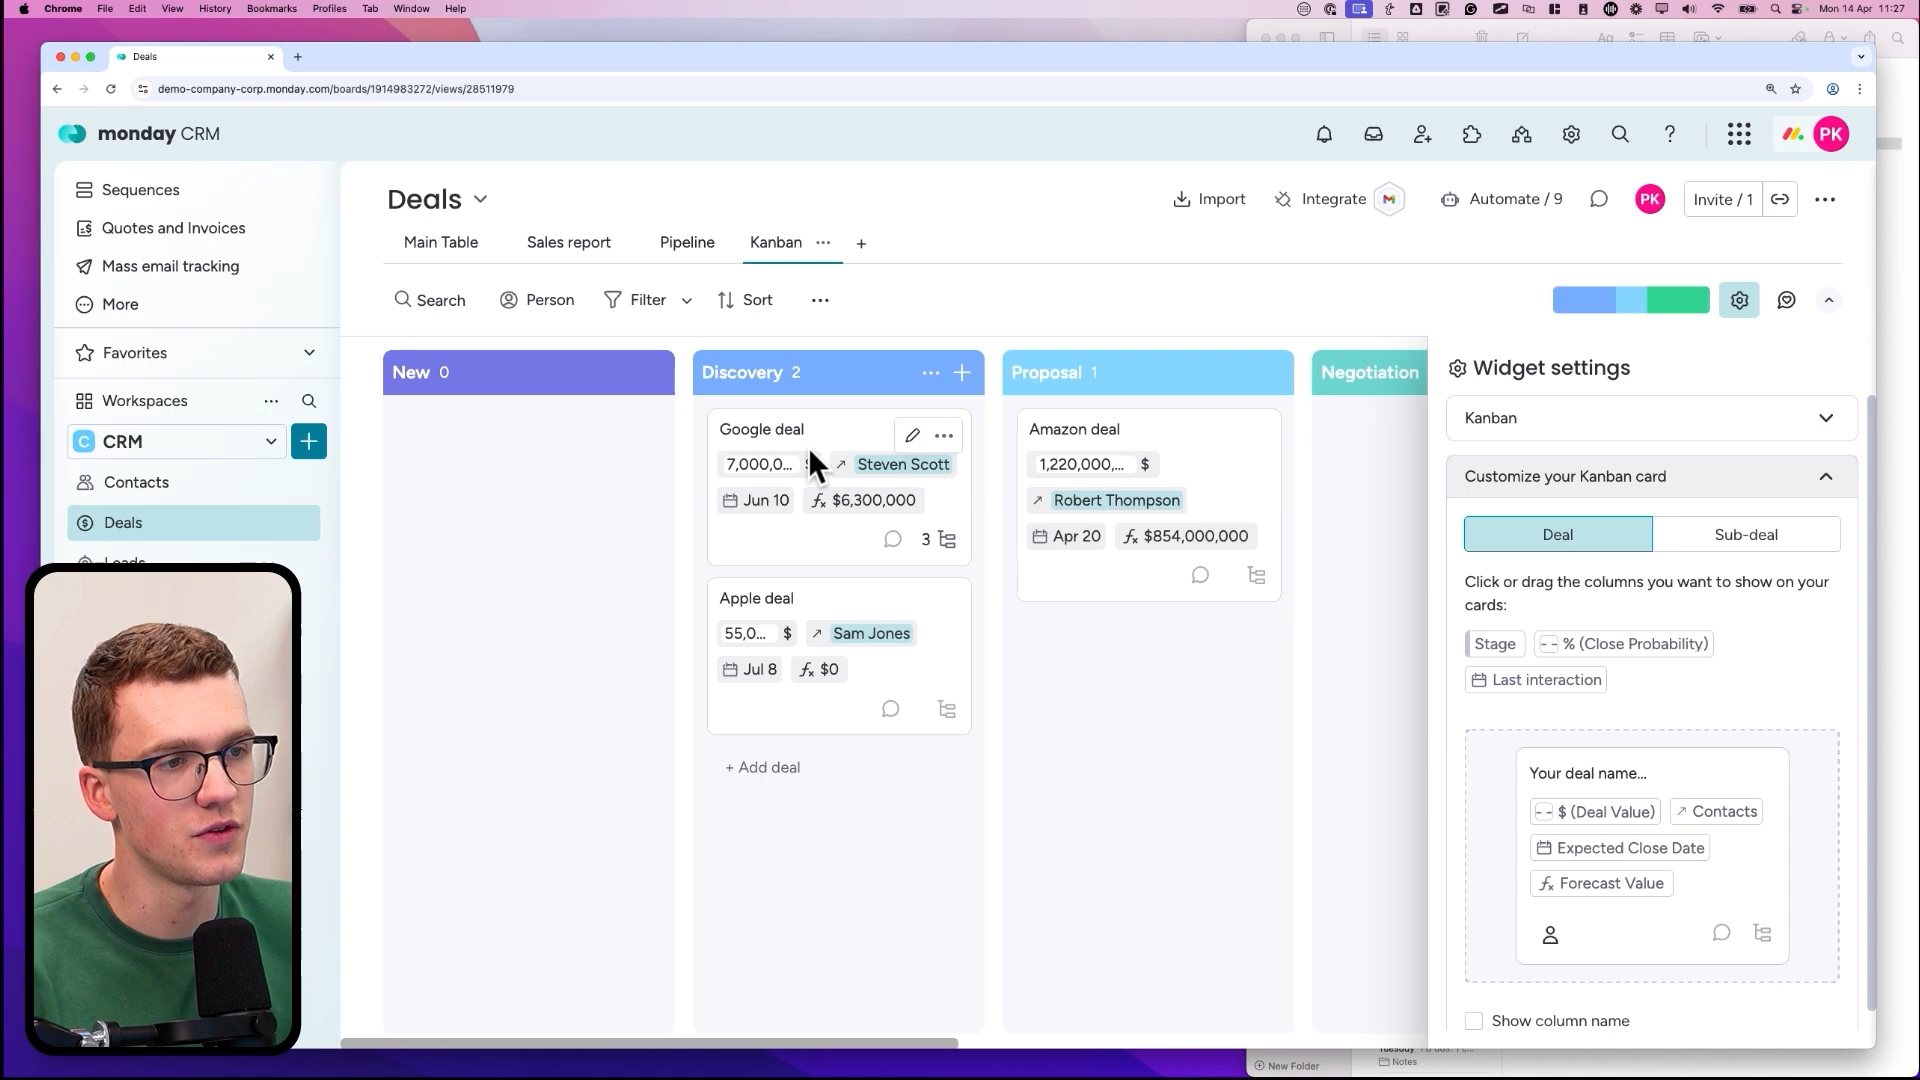 Chrome File Edit View History Bookmarks Profiles Tab Window Help
Mon 14 Apr 11:27
Deals
demo-company-corp.monday.com/boards/1914983272/views/28511979
monday CRM
PK
Sequences
Quotes and Invoices
Mass email tracking
More
Favorites
Workspaces
C CRM
Contacts
Deals
Leads
Deals
Import
Integrate
Automate / 9
PK
Invite / 1
Main Table
Sales report
Pipeline
Kanban
Search
Person
Filter
Sort
New 0
Discovery 2
Google deal
7,000,0...
Steven Scott
Jun 10
fx $6,300,000
3
Apple deal
55,0... $
Sam Jones
Jul 8
fx $0
+ Add deal
Proposal 1
Amazon deal
1,220,000,... $
Robert Thompson
Apr 20
fx $854,000,000
Negotiation
Widget settings
Kanban
Customize your Kanban card
Deal
Sub-deal
Click or drag the columns you want to show on your
cards:
Stage
% (Close Probability)
Last interaction
Your deal name...
$ (Deal Value)
Contacts
Expected Close Date
fx Forecast Value
Show column name
New Folder
Notes